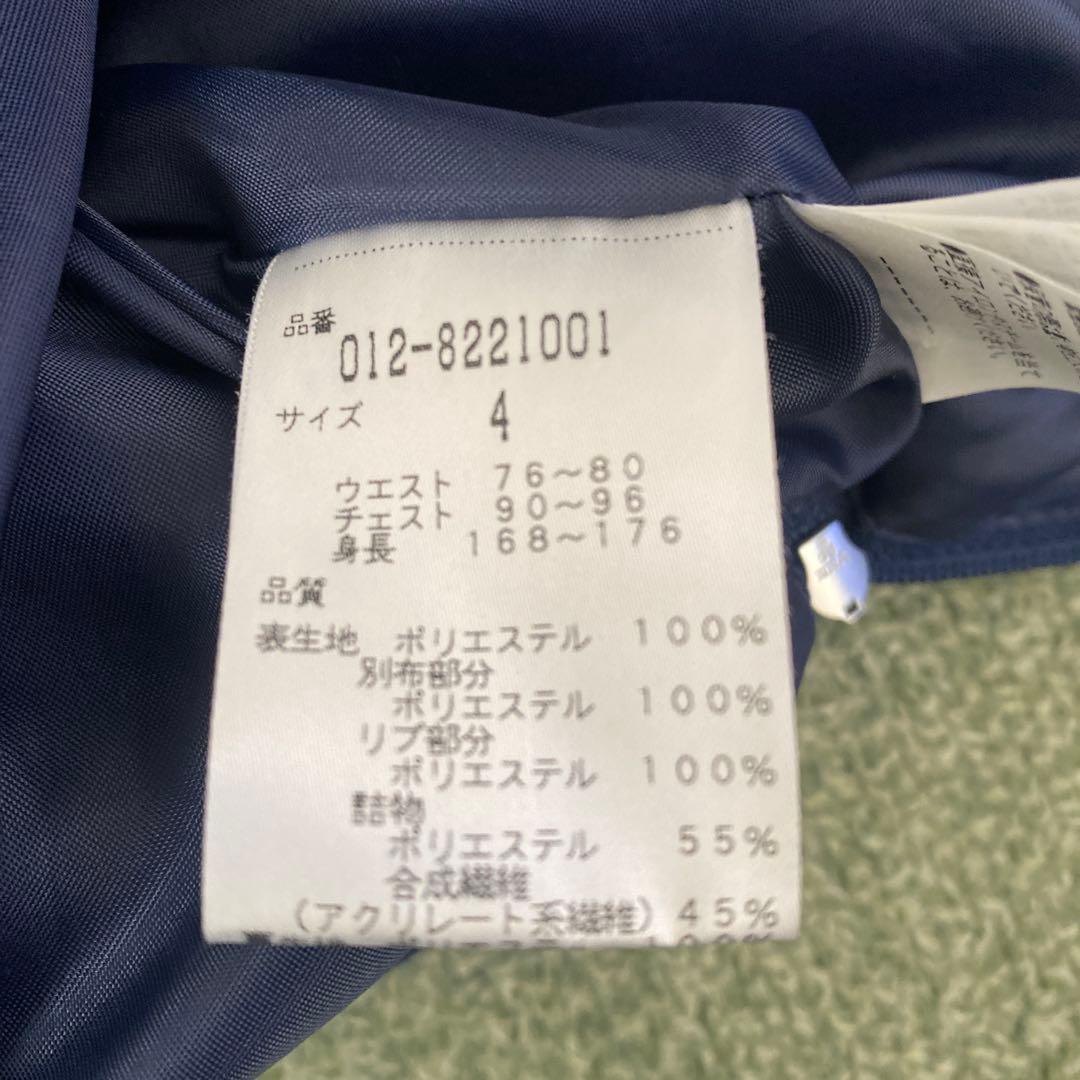 品番
012-8221001
サイズ 4
ウエスト 76～80
チェスト 90～96
身長 168～176
品質
表生地 ポリエステル 100%
別布部分
ポリエステル 100%
リブ部分
ポリエステル 100%
詰物
ポリエステル 55%
合成繊維
(アクリレート系繊維) 45%